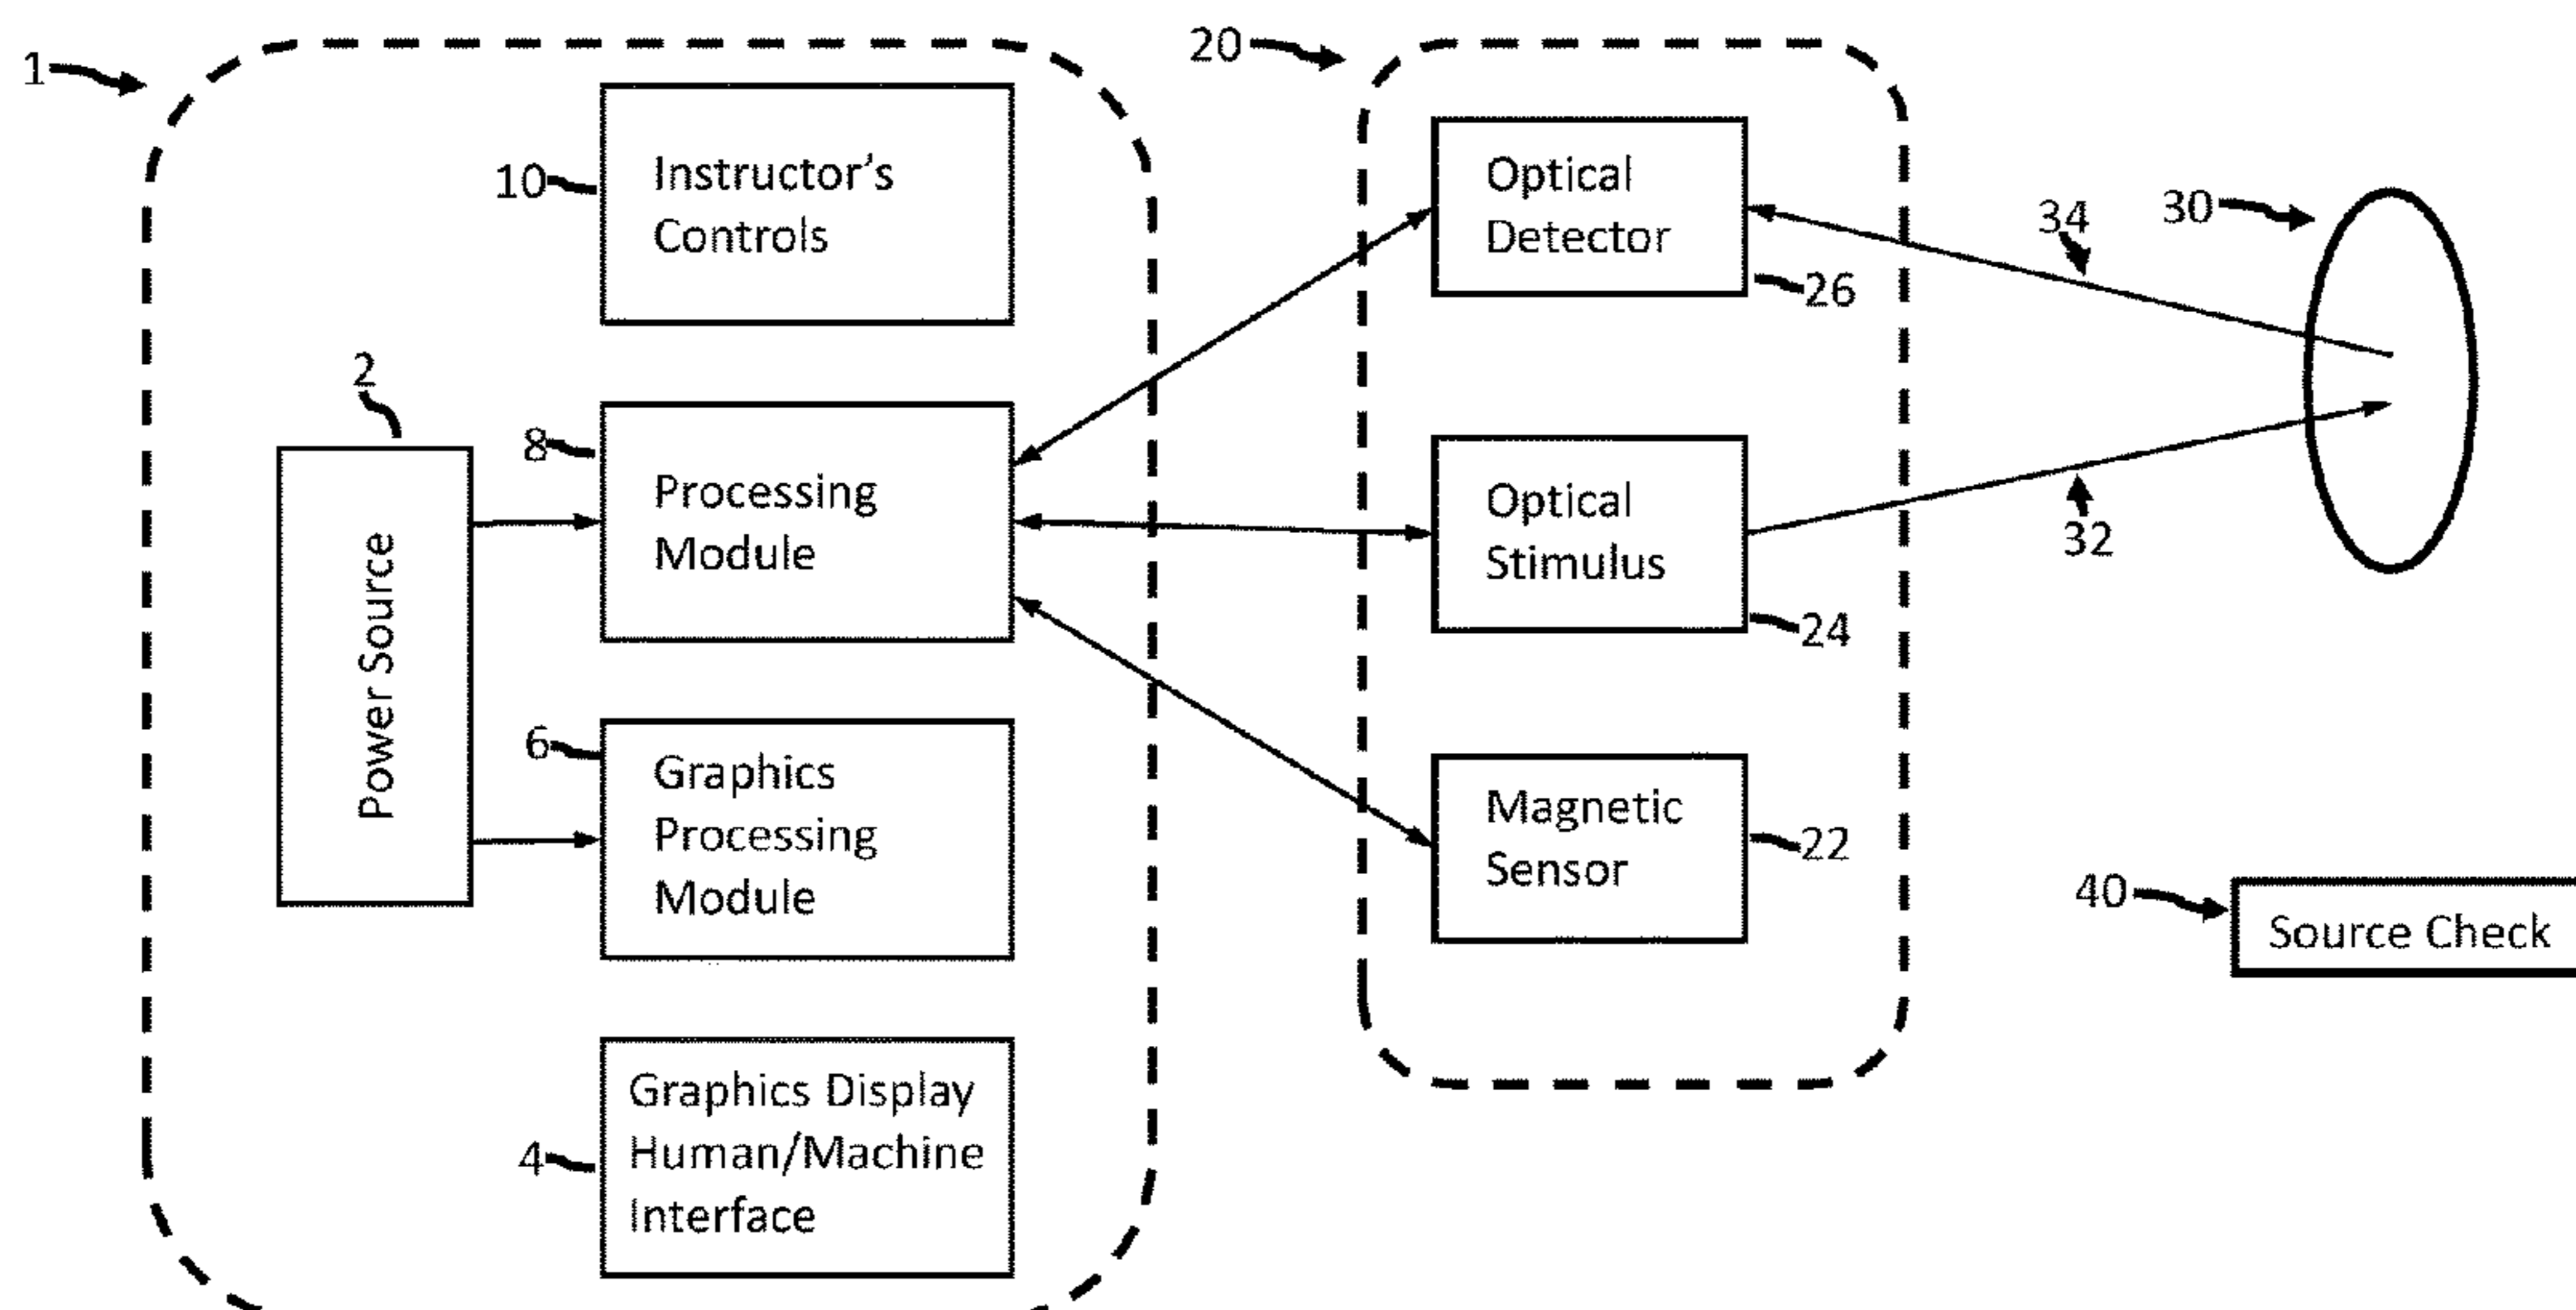 1
20
10
Instructor's
Controls
Optical
Detector
26
34
30
2
8
Processing
Module
Optical
Stimulus
24
32
Power Source
6
Graphics
Processing
Module
Magnetic
Sensor
22
40
Source Check
4
Graphics Display
Human/Machine
Interface